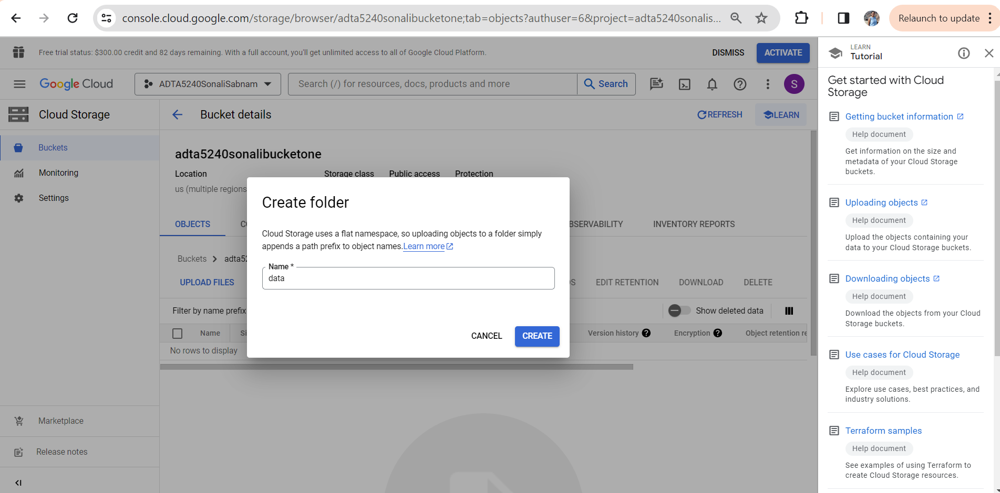 console.cloud.google.com/storage/browser/adta5240sonalibucketone;tab=objects?authuser=6&project=adta5240sonalis...
Relaunch to update
Free trial status: $300.00 credit and 82 days remaining. With a full account, you'll get unlimited access to all of Google Cloud Platform.
DISMISS
ACTIVATE
Google Cloud
ADTA5240SonaliSabnam
Search (/) for resources, docs, products and more
Search
S
Cloud Storage
Bucket details
REFRESH
LEARN
Buckets
Monitoring
Settings
Marketplace
Release notes
adta5240sonalibucketone
Location
Storage class
Public access
Protection
us (multiple regions
OBJECTS
CO
BSERVABILITY
INVENTORY REPORTS
Buckets
adta52
UPLOAD FILES
DS
EDIT RETENTION
DOWNLOAD
DELETE
Filter by name prefix
Show deleted data
Name
Si
Version history
Encryption
Object retention re
No rows to display
Create folder
Cloud Storage uses a flat namespace, so uploading objects to a folder simply
appends a path prefix to object names. Learn more
Name *
data
CANCEL
CREATE
LEARN
Tutorial
Get started with Cloud
Storage
Getting bucket information
Help document
Get information on the size and
metadata of your Cloud Storage
buckets.
Uploading objects
Help document
Upload the objects containing your
data to your Cloud Storage buckets.
Downloading objects
Help document
Download the objects from your Cloud
Storage buckets.
Use cases for Cloud Storage
Help document
Explore use cases, best practices, and
industry solutions.
Terraform samples
Help document
See examples of using Terraform to
create Cloud Storage resources.